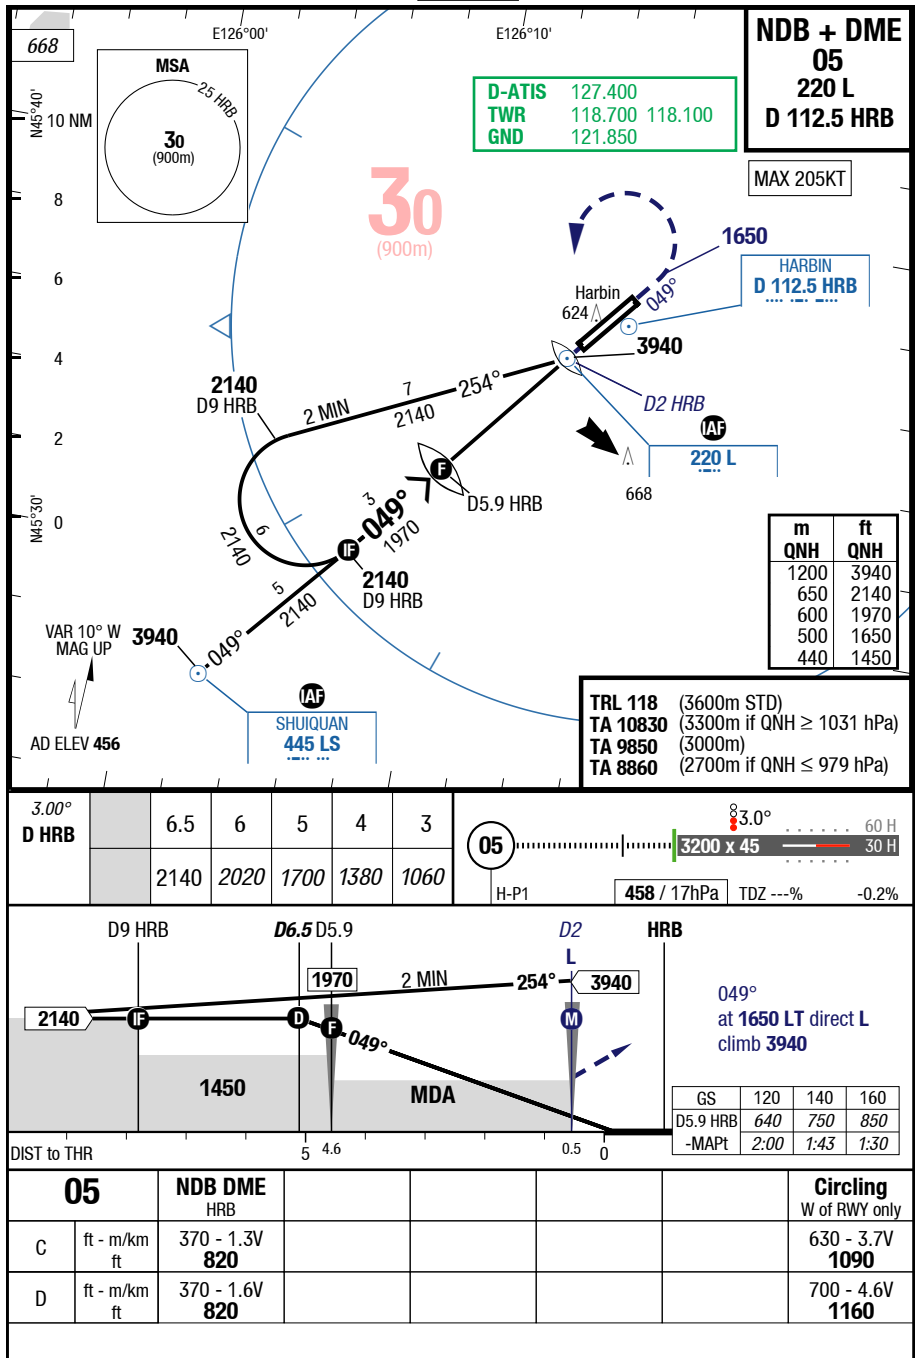 668
MSA
25 HRB
30
(900m)
E126°00'
E126°10'
NDB + DME
05
220 L
D 112.5 HRB
D-ATIS 127.400
TWR 118.700 118.100
GND 121.850
MAX 205KT
N45°40'
10 NM
8
6
4
2
0
N45°30'
30
(900m)
1650
HARBIN
D 112.5 HRB
Harbin
624
049°
3940
D2 HRB
IAF
220 L
668
2140
D9 HRB
2 MIN
7
2140
254°
F
D5.9 HRB
3
049°
1970
6
2140
IF
2140
D9 HRB
5
2140
049°
3940
VAR 10° W
MAG UP
AD ELEV 456
IAF
SHUIQUAN
445 LS
m ft
QNH QNH
1200 3940
650 2140
600 1970
500 1650
440 1450
TRL 118 (3600m STD)
TA 10830 (3300m if QNH ≥ 1031 hPa)
TA 9850 (3000m)
TA 8860 (2700m if QNH ≤ 979 hPa)
3.00°
D HRB
6.5 6 5 4 3
2140 2020 1700 1380 1060
05
3.0°
3200 x 45
60 H
30 H
H-P1
458 / 17hPa
TDZ ---%
-0.2%
D9 HRB D6.5 D5.9 D2 HRB
L
1970
2 MIN
254°
3940
2140
IF
D
F
049°
M
1450
MDA
049°
at 1650 LT direct L
climb 3940
GS 120 140 160
D5.9 HRB 640 750 850
-MAPt 2:00 1:43 1:30
DIST to THR 5 4.6 0.5 0
05
NDB DME
HRB
Circling
W of RWY only
C
ft - m/km 370 - 1.3V 630 - 3.7V
ft 820 1090
D
ft - m/km 370 - 1.6V 700 - 4.6V
ft 820 1160